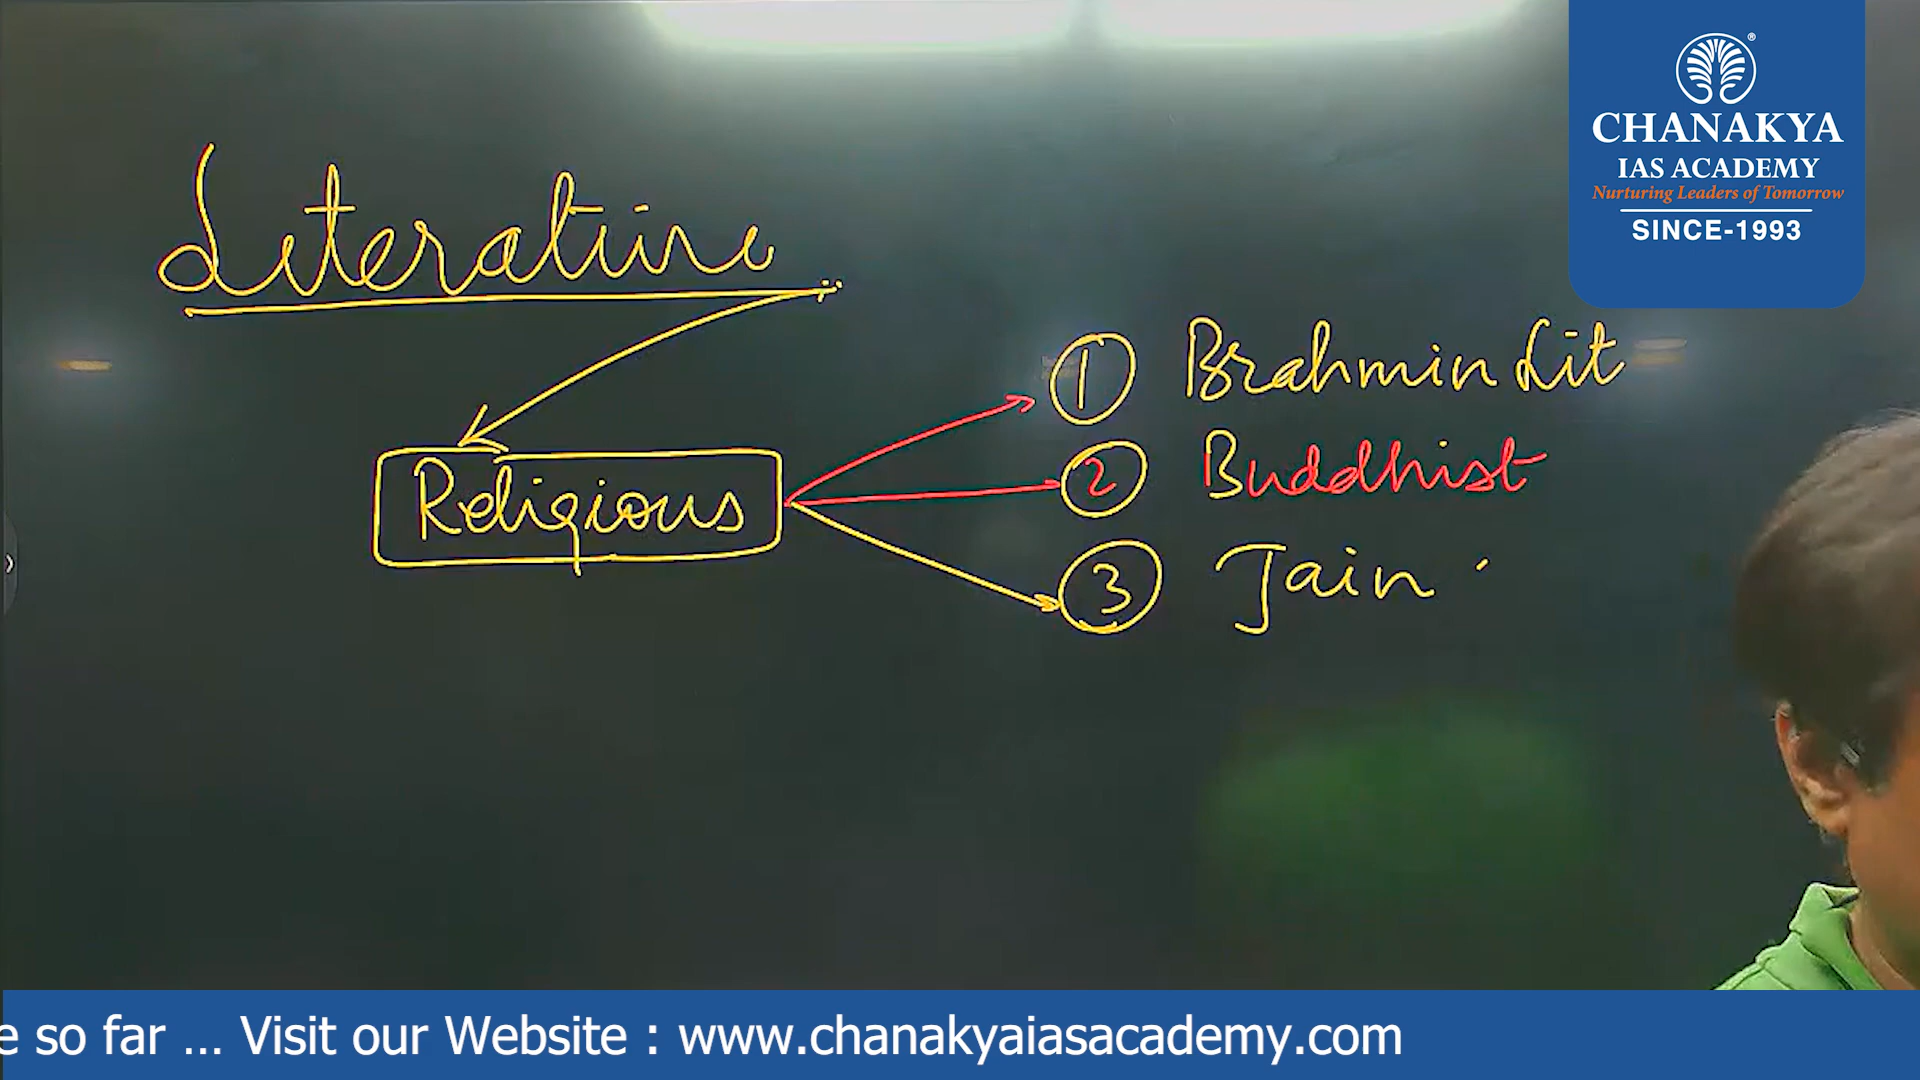 Literature
Religious
1 Brahmin Lit
2 Buddhist
3 Jain
CHANAKYA
IAS ACADEMY
Nurturing Leaders of Tomorrow
SINCE-1993
e so far ... Visit our Website : www.chanakyaiasacademy.com